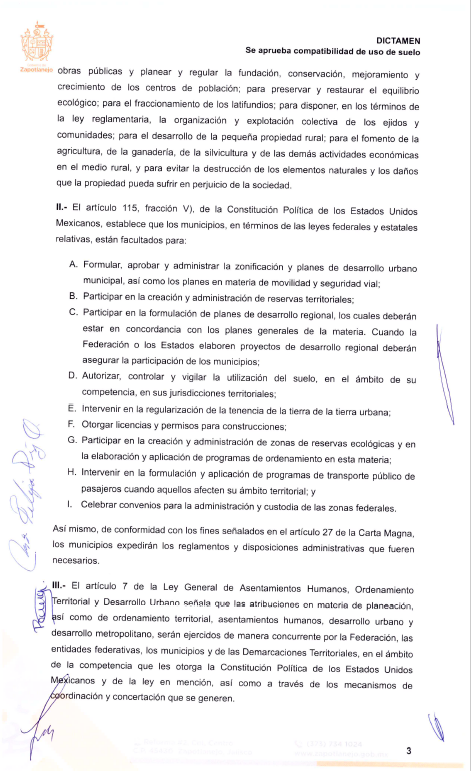 Zapotlanejo
DICTAMEN
Se aprueba compatibilidad de uso de suelo
obras públicas y planear y regular la fundación, conservación, mejoramiento y
crecimiento de los centros de población; para preservar y restaurar el equilibrio
ecológico; para el fraccionamiento de los latifundios; para disponer, en los términos de
la ley reglamentaria, la organización y explotación colectiva de los ejidos y
comunidades; para el desarrollo de la pequeña propiedad rural; para el fomento de la
agricultura, de la ganadería, de la silvicultura y de las demás actividades económicas
en el medio rural, y para evitar la destrucción de los elementos naturales y los daños
que la propiedad pueda sufrir en perjuicio de la sociedad.
II.- El artículo 115, fracción V), de la Constitución Política de los Estados Unidos
Mexicanos, establece que los municipios, en términos de las leyes federales y estatales
relativas, están facultados para:
A. Formular, aprobar y administrar la zonificación y planes de desarrollo urbano
municipal, así como los planes en materia de movilidad y seguridad vial;
B. Participar en la creación y administración de reservas territoriales;
C. Participar en la formulación de planes de desarrollo regional, los cuales deberán
estar en concordancia con los planes generales de la materia. Cuando la
Federación o los Estados elaboren proyectos de desarrollo regional deberán
asegurar la participación de los municipios;
D. Autorizar, controlar y vigilar la utilización del suelo, en el ámbito de su
competencia, en sus jurisdicciones territoriales;
E. Intervenir en la regularización de la tenencia de la tierra de la tierra urbana;
F. Otorgar licencias y permisos para construcciones;
G. Participar en la creación y administración de zonas de reservas ecológicas y en
la elaboración y aplicación de programas de ordenamiento en esta materia;
H. Intervenir en la formulación y aplicación de programas de transporte público de
pasajeros cuando aquellos afecten su ámbito territorial; y
I. Celebrar convenios para la administración y custodia de las zonas federales.
Así mismo, de conformidad con los fines señalados en el artículo 27 de la Carta Magna,
los municipios expedirán los reglamentos y disposiciones administrativas que fueren
necesarios.
III.- El artículo 7 de la Ley General de Asentamientos Humanos, Ordenamiento
Territorial y Desarrollo Urbano señala que las atribuciones en materia de planeación,
así como de ordenamiento territorial, asentamientos humanos, desarrollo urbano y
desarrollo metropolitano, serán ejercidos de manera concurrente por la Federación, las
entidades federativas, los municipios y de las Demarcaciones Territoriales, en el ámbito
de la competencia que les otorga la Constitución Política de los Estados Unidos
Mexicanos y de la ley en mención, así como a través de los mecanismos de
coordinación y concertación que se generen.
3